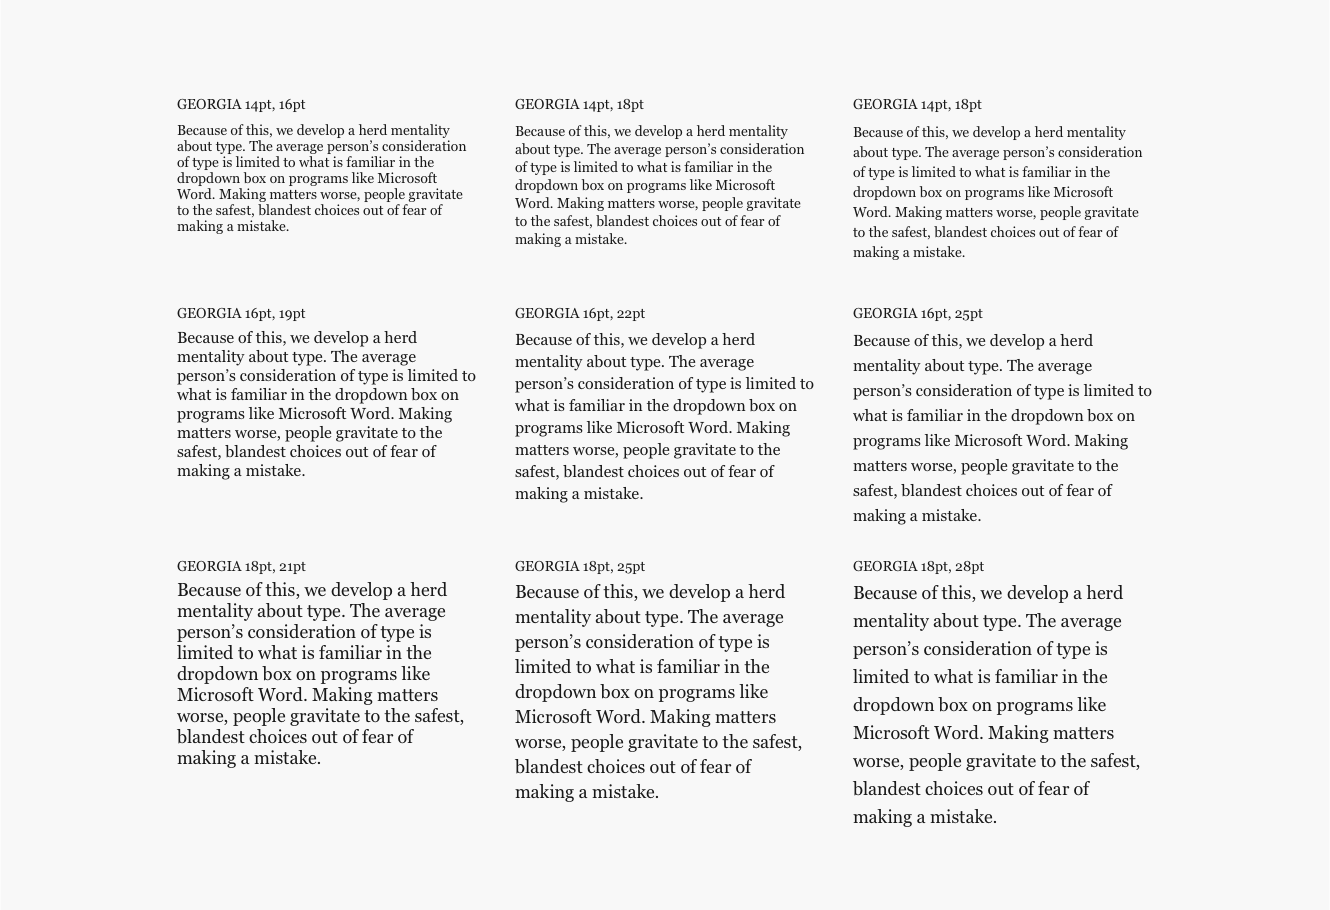 GEORGIA 14pt, 16pt
Because of this, we develop a herd mentality
about type. The average person’s consideration
of type is limited to what is familiar in the
dropdown box on programs like Microsoft
Word. Making matters worse, people gravitate
to the safest, blandest choices out of fear of
making a mistake.
GEORGIA 14pt, 18pt
Because of this, we develop a herd mentality
about type. The average person’s consideration
of type is limited to what is familiar in the
dropdown box on programs like Microsoft
Word. Making matters worse, people gravitate
to the safest, blandest choices out of fear of
making a mistake.
GEORGIA 14pt, 18pt
Because of this, we develop a herd mentality
about type. The average person’s consideration
of type is limited to what is familiar in the
dropdown box on programs like Microsoft
Word. Making matters worse, people gravitate
to the safest, blandest choices out of fear of
making a mistake.
GEORGIA 16pt, 19pt
Because of this, we develop a herd
mentality about type. The average
person’s consideration of type is limited to
what is familiar in the dropdown box on
programs like Microsoft Word. Making
matters worse, people gravitate to the
safest, blandest choices out of fear of
making a mistake.
GEORGIA 16pt, 22pt
Because of this, we develop a herd
mentality about type. The average
person’s consideration of type is limited to
what is familiar in the dropdown box on
programs like Microsoft Word. Making
matters worse, people gravitate to the
safest, blandest choices out of fear of
making a mistake.
GEORGIA 16pt, 25pt
Because of this, we develop a herd
mentality about type. The average
person’s consideration of type is limited to
what is familiar in the dropdown box on
programs like Microsoft Word. Making
matters worse, people gravitate to the
safest, blandest choices out of fear of
making a mistake.
GEORGIA 18pt, 21pt
Because of this, we develop a herd
mentality about type. The average
person’s consideration of type is
limited to what is familiar in the
dropdown box on programs like
Microsoft Word. Making matters
worse, people gravitate to the safest,
blandest choices out of fear of
making a mistake.
GEORGIA 18pt, 25pt
Because of this, we develop a herd
mentality about type. The average
person’s consideration of type is
limited to what is familiar in the
dropdown box on programs like
Microsoft Word. Making matters
worse, people gravitate to the safest,
blandest choices out of fear of
making a mistake.
GEORGIA 18pt, 28pt
Because of this, we develop a herd
mentality about type. The average
person’s consideration of type is
limited to what is familiar in the
dropdown box on programs like
Microsoft Word. Making matters
worse, people gravitate to the safest,
blandest choices out of fear of
making a mistake.